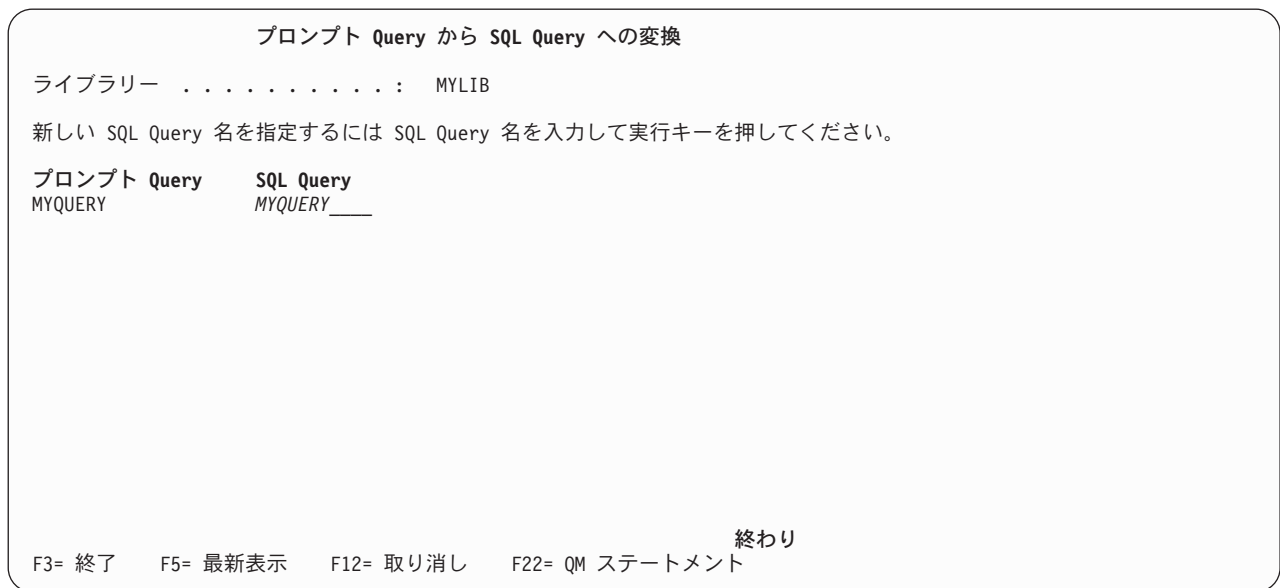 プロンプト Query から SQL Query への変換
ライブラリー . . . . . . . . . . : MYLIB
新しい SQL Query 名を指定するには SQL Query 名を入力して実行キーを押してください。
プロンプト Query SQL Query
MYQUERY MYQUERY____
終わり
F3= 終了 F5= 最新表示 F12= 取り消し F22= QM ステートメント